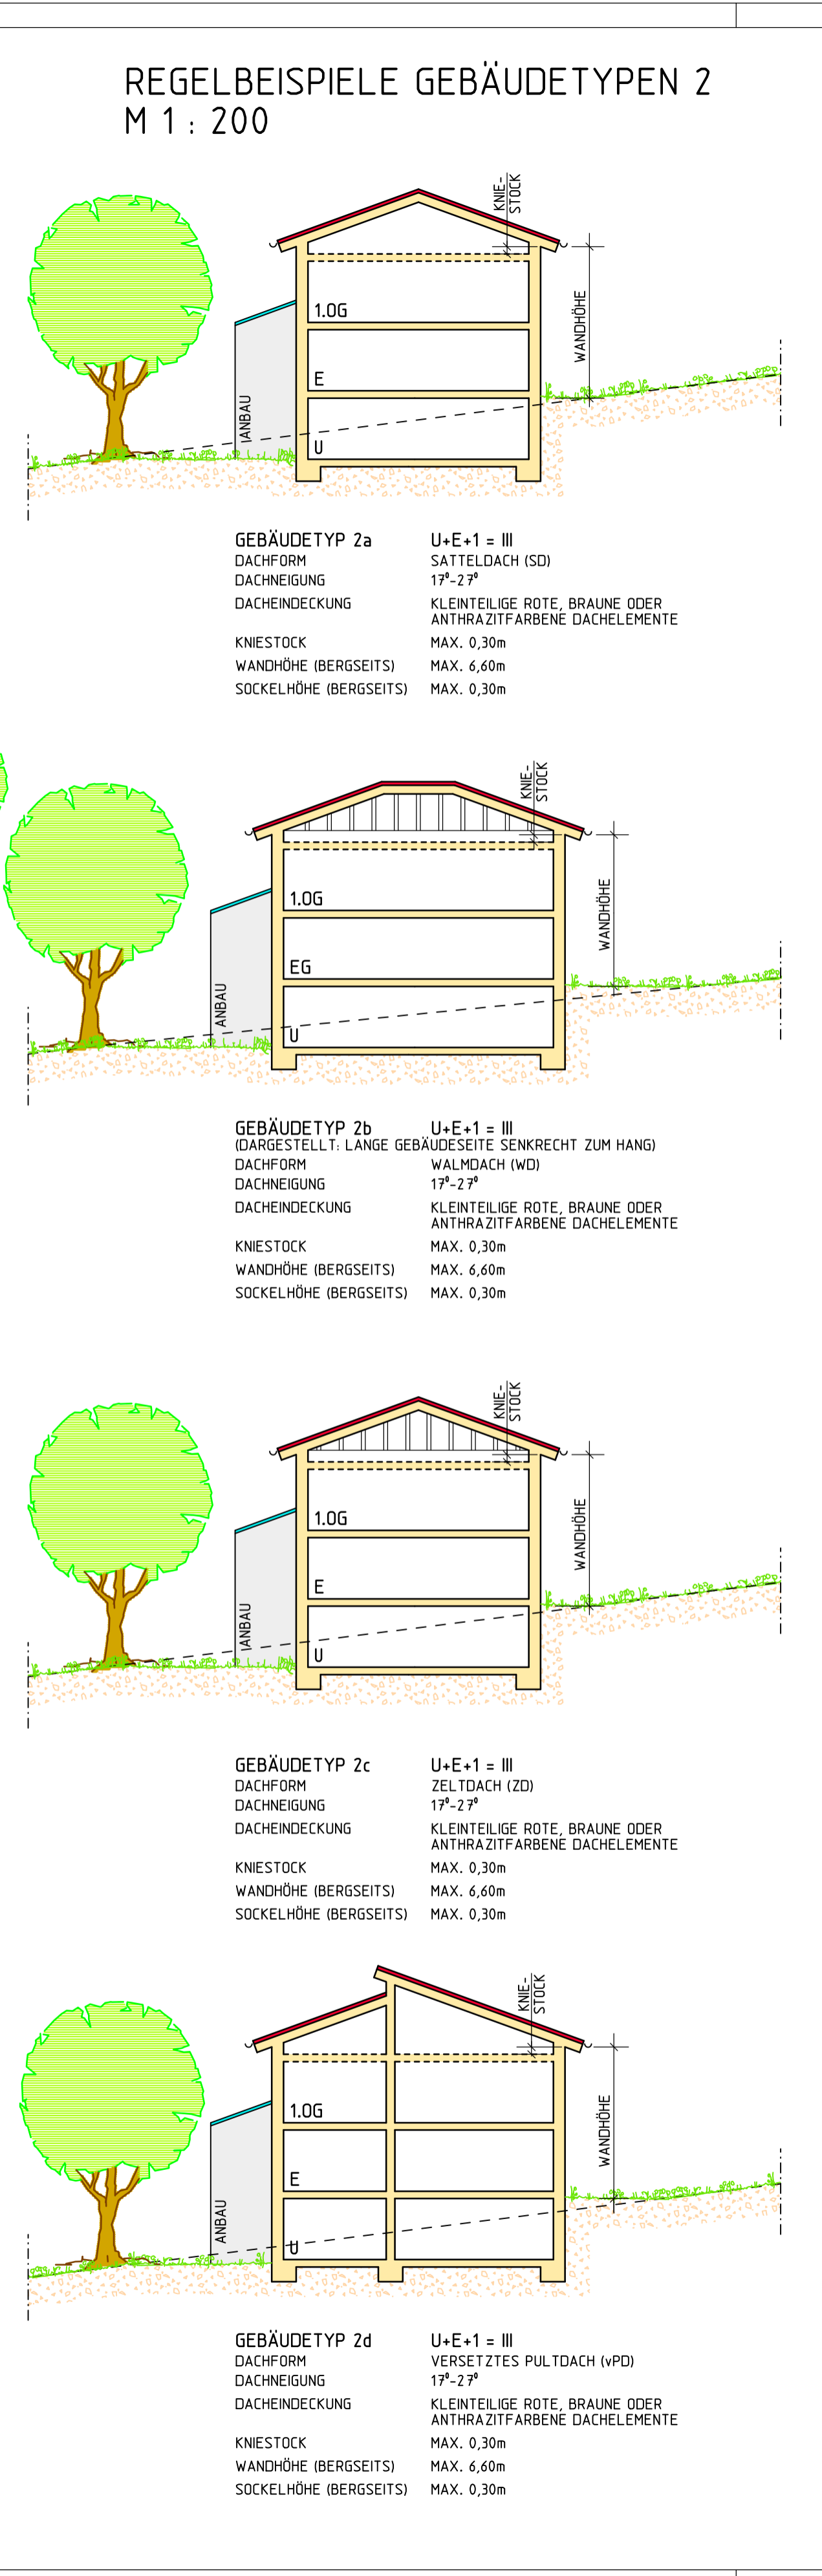 REGELBEISPIELE GEBÄUDETYPEN 2
M 1 : 200
KNIE-
STOCK
WANDHÖHE
1.OG
E
ANBAU
U
GEBÄUDETYP 2a U+E+1 = III
DACHFORM SATTELDACH (SD)
DACHNEIGUNG 17°-27°
DACHEINDECKUNG KLEINTEILIGE ROTE, BRAUNE ODER
ANTHRAZITFARBENE DACHELEMENTE
KNIESTOCK MAX. 0,30m
WANDHÖHE (BERGSEITS) MAX. 6,60m
SOCKELHÖHE (BERGSEITS) MAX. 0,30m
KNIE-
STOCK
WANDHÖHE
1.OG
EG
ANBAU
U
GEBÄUDETYP 2b U+E+1 = III
(DARGESTELLT: LANGE GEBÄUDESEITE SENKRECHT ZUM HANG)
DACHFORM WALMDACH (WD)
DACHNEIGUNG 17°-27°
DACHEINDECKUNG KLEINTEILIGE ROTE, BRAUNE ODER
ANTHRAZITFARBENE DACHELEMENTE
KNIESTOCK MAX. 0,30m
WANDHÖHE (BERGSEITS) MAX. 6,60m
SOCKELHÖHE (BERGSEITS) MAX. 0,30m
KNIE-
STOCK
WANDHÖHE
1.OG
E
ANBAU
U
GEBÄUDETYP 2c U+E+1 = III
DACHFORM ZELTDACH (ZD)
DACHNEIGUNG 17°-27°
DACHEINDECKUNG KLEINTEILIGE ROTE, BRAUNE ODER
ANTHRAZITFARBENE DACHELEMENTE
KNIESTOCK MAX. 0,30m
WANDHÖHE (BERGSEITS) MAX. 6,60m
SOCKELHÖHE (BERGSEITS) MAX. 0,30m
KNIE-
STOCK
WANDHÖHE
1.OG
E
ANBAU
U
GEBÄUDETYP 2d U+E+1 = III
DACHFORM VERSETZTES PULTDACH (vPD)
DACHNEIGUNG 17°-27°
DACHEINDECKUNG KLEINTEILIGE ROTE, BRAUNE ODER
ANTHRAZITFARBENE DACHELEMENTE
KNIESTOCK MAX. 0,30m
WANDHÖHE (BERGSEITS) MAX. 6,60m
SOCKELHÖHE (BERGSEITS) MAX. 0,30m